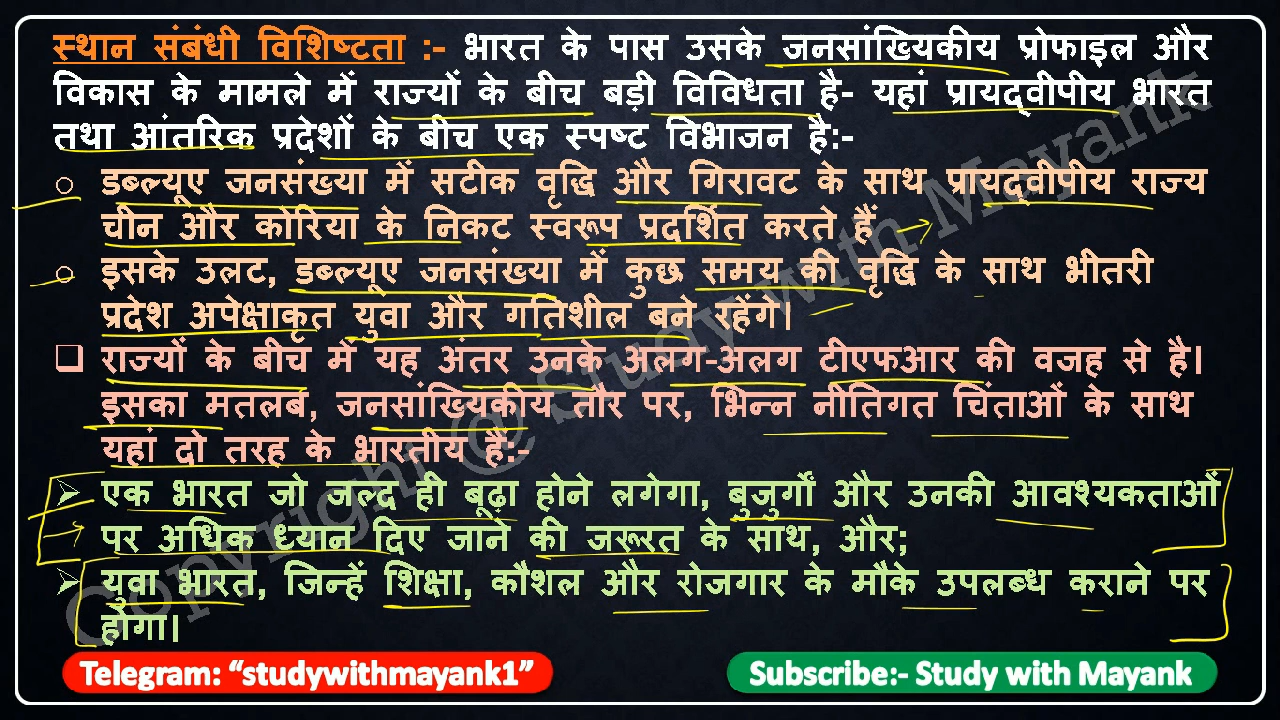 स्थान संबंधी विशिष्टता :- भारत के पास उसके जनसांख्यिकीय प्रोफाइल और
विकास के मामले में राज्यों के बीच बड़ी विविधता है- यहां प्रायद्वीपीय भारत
तथा आंतरिक प्रदेशों के बीच एक स्पष्ट विभाजन है:-
डब्ल्यूए जनसंख्या में सटीक वृद्धि और गिरावट के साथ प्रायद्वीपीय राज्य
चीन और कोरिया के निकट स्वरूप प्रदर्शित करते हैं
इसके उलट, डब्ल्यूए जनसंख्या में कुछ समय की वृद्धि के साथ भीतरी
प्रदेश अपेक्षाकृत युवा और गतिशील बने रहेंगे।
राज्यों के बीच में यह अंतर उनके अलग-अलग टीएफआर की वजह से है।
इसका मतलब, जनसांख्यिकीय तौर पर, भिन्न नीतिगत चिंताओं के साथ
यहां दो तरह के भारतीय हैं:-
एक भारत जो जल्द ही बूढ़ा होने लगेगा, बुजुर्गों और उनकी आवश्यकताओं
पर अधिक ध्यान दिए जाने की जरूरत के साथ, और;
युवा भारत, जिन्हें शिक्षा, कौशल और रोजगार के मौके उपलब्ध कराने पर
होगा।
Copyright @ Study with Mayank
Telegram: “studywithmayank1”
Subscribe:- Study with Mayank